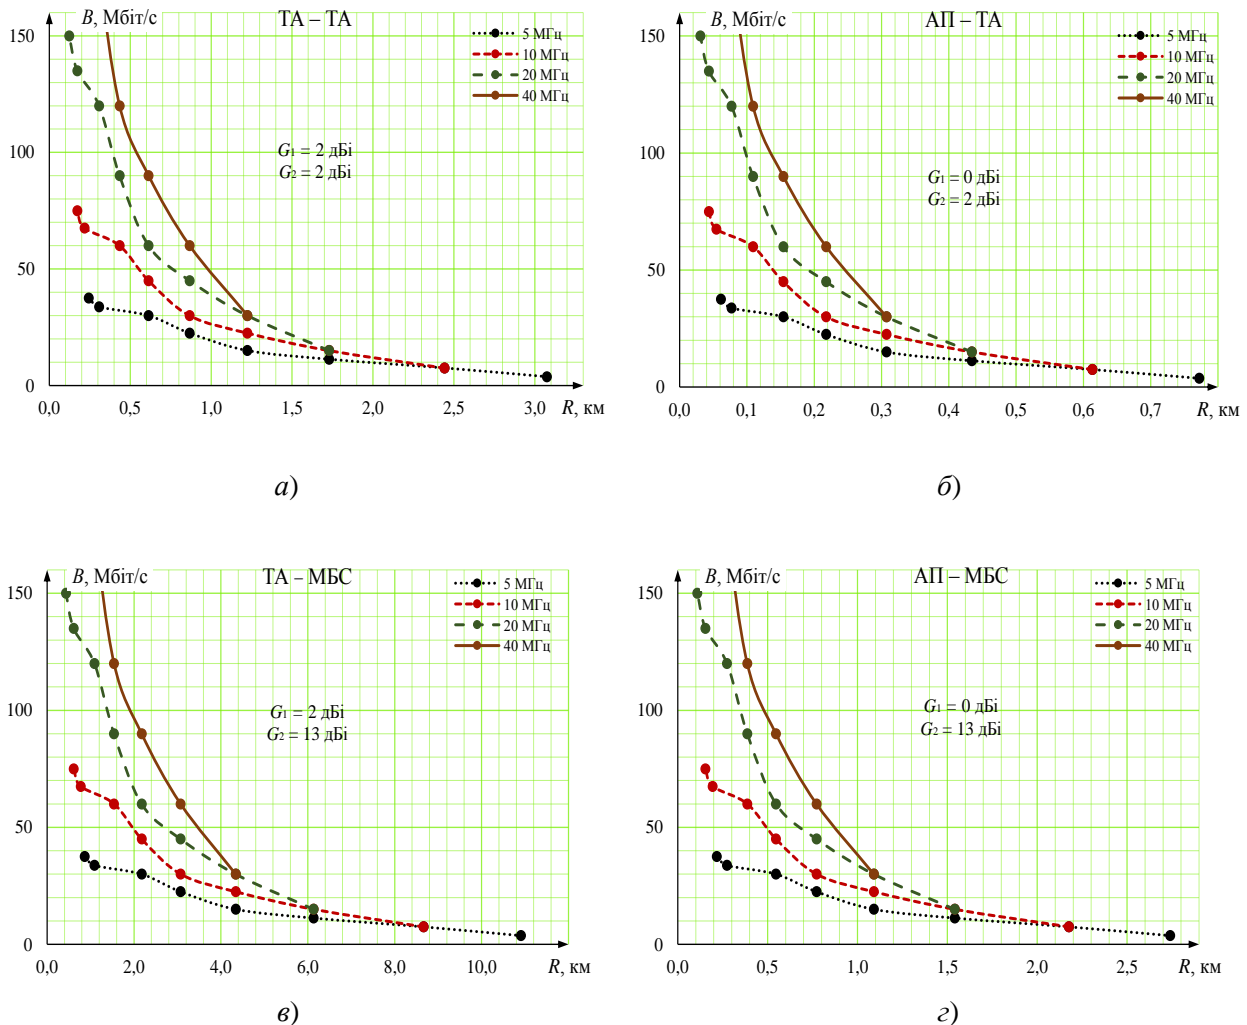 B, Мбіт/с
ТА – ТА
150
100
50
0
5 МГц
10 МГц
20 МГц
40 МГц
G1 = 2 дБі
G2 = 2 дБі
0,0 0,5 1,0 1,5 2,0 2,5 3,0 R, км
а)
B, Мбіт/с
АП – ТА
150
100
50
0
5 МГц
10 МГц
20 МГц
40 МГц
G1 = 0 дБі
G2 = 2 дБі
0,0 0,1 0,2 0,3 0,4 0,5 0,6 0,7 R, км
б)
B, Мбіт/с
ТА – МБС
150
100
50
0
5 МГц
10 МГц
20 МГц
40 МГц
G1 = 2 дБі
G2 = 13 дБі
0,0 2,0 4,0 6,0 8,0 10,0 R, км
в)
B, Мбіт/с
АП – МБС
150
100
50
0
5 МГц
10 МГц
20 МГц
40 МГц
G1 = 0 дБі
G2 = 13 дБі
0,0 0,5 1,0 1,5 2,0 2,5 R, км
г)